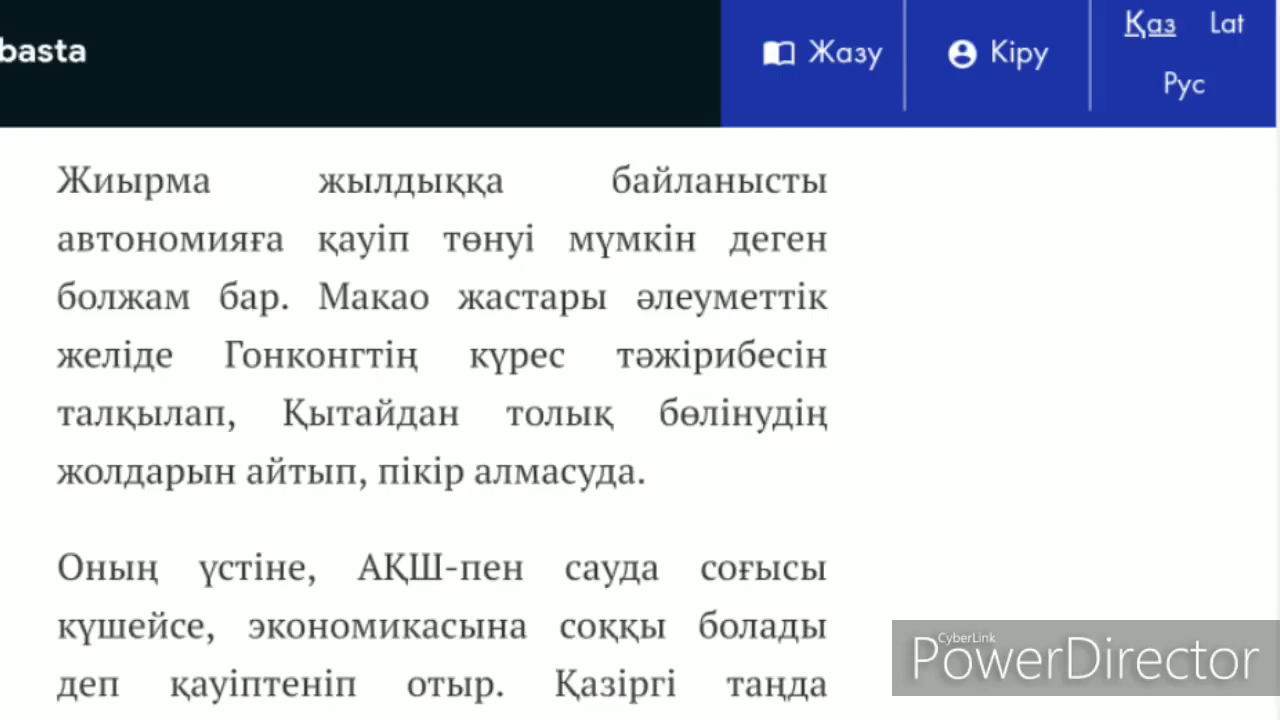 basta
Жазу
Кіру
Қаз Lat
Рус
Жиырма жылдыққа байланысты
автономияға қауіп төнуі мүмкін деген
болжам бар. Макао жастары әлеуметтік
желіде Гонконгтің күрес тәжірибесін
талқылап, Қытайдан толық бөлінудің
жолдарын айтып, пікір алмасуда.
Оның үстіне, АҚШ-пен сауда соғысы
күшейсе, экономикасына соққы болады
деп қауіптеніп отыр. Қазіргі таңда
CyberLink
PowerDirector